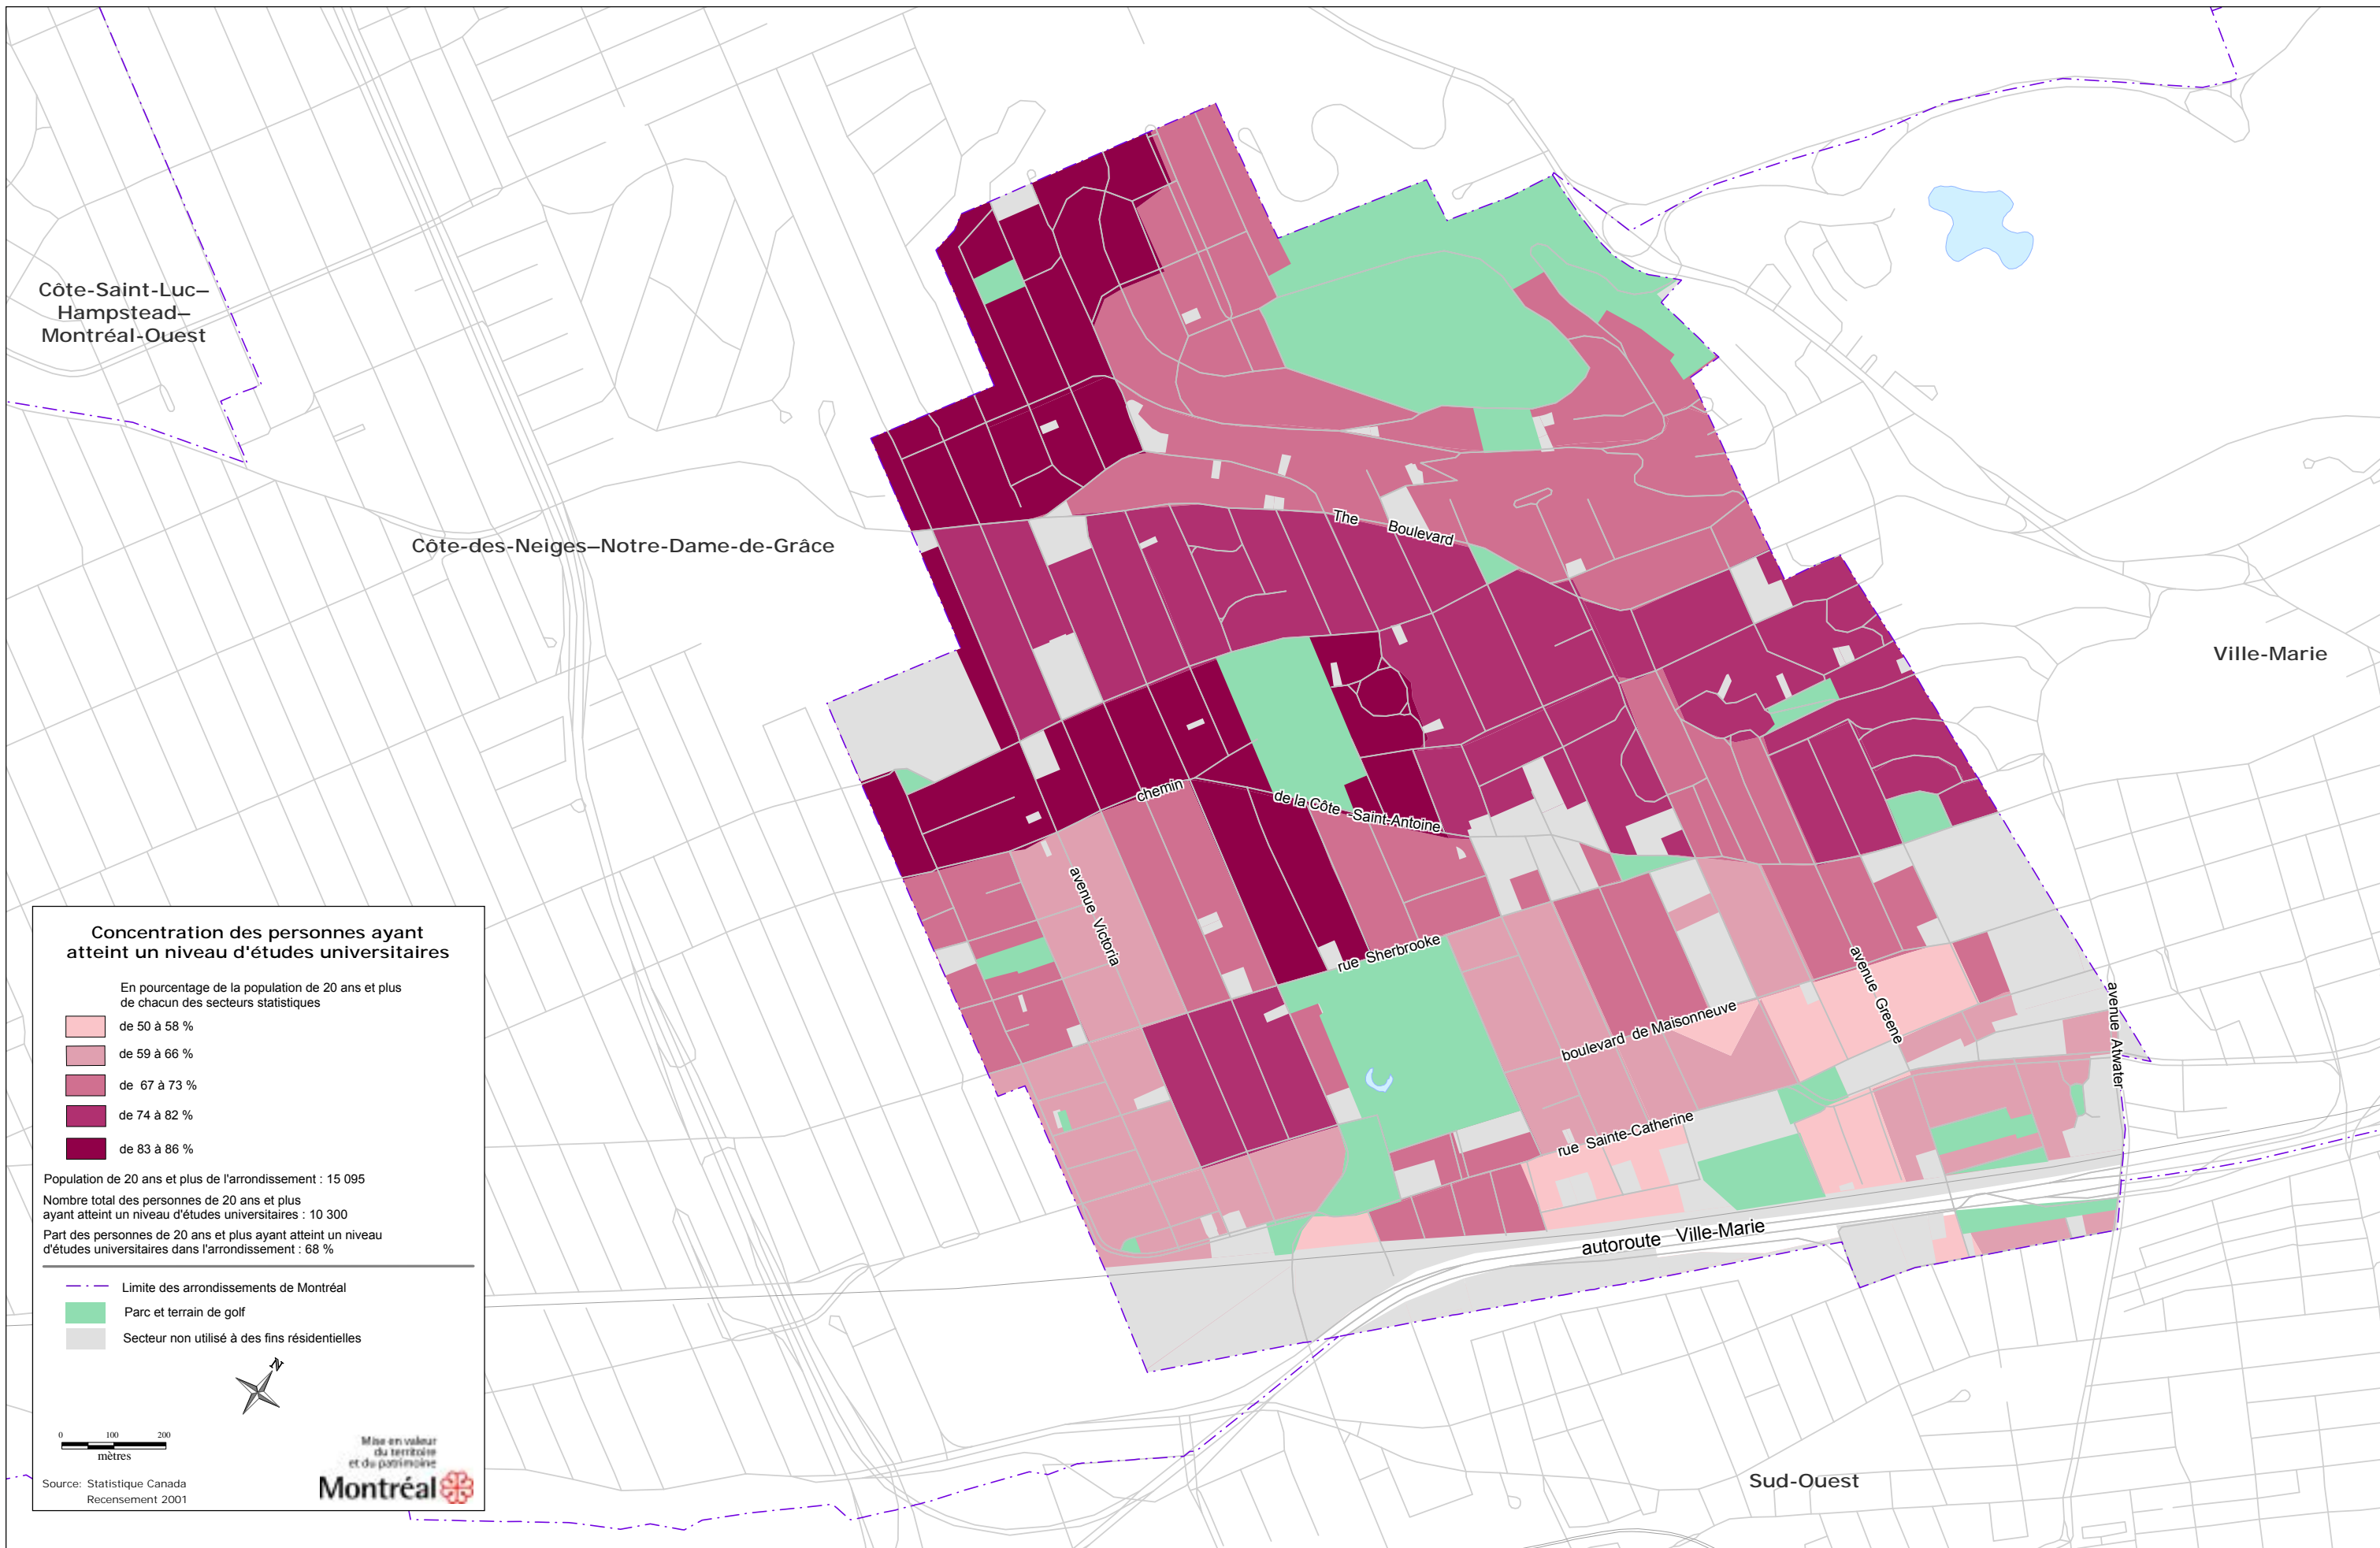 Côte-Saint-Luc–
Hampstead–
Montréal-Ouest
Côte-des-Neiges–Notre-Dame-de-Grâce
Ville-Marie
Sud-Ouest
The Boulevard
chemin de la Côte -Saint-Antoine
avenue Victoria
rue Sherbrooke
boulevard de Maisonneuve
avenue Greene
avenue Atwater
rue Sainte-Catherine
autoroute Ville-Marie
Concentration des personnes ayant
atteint un niveau d'études universitaires
En pourcentage de la population de 20 ans et plus
de chacun des secteurs statistiques
de 50 à 58 %
de 59 à 66 %
de 67 à 73 %
de 74 à 82 %
de 83 à 86 %
Population de 20 ans et plus de l'arrondissement : 15 095
Nombre total des personnes de 20 ans et plus
ayant atteint un niveau d'études universitaires : 10 300
Part des personnes de 20 ans et plus ayant atteint un niveau
d'études universitaires dans l'arrondissement : 68 %
Limite des arrondissements de Montréal
Parc et terrain de golf
Secteur non utilisé à des fins résidentielles
N
0 100 200
mètres
Source: Statistique Canada
Recensement 2001
Mise en valeur
du territoire
et du patrimoine
Montréal